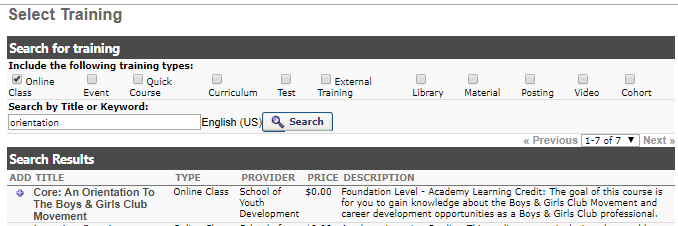 Select Training
Search for training
Include the following training types:
Online Class Event Quick Course Curriculum Test External Training Library Material Posting Video Cohort
Search by Title or Keyword:
orientation English (US) Search
« Previous 1-7 of 7 Next »
Search Results
ADD TITLE TYPE PROVIDER PRICE DESCRIPTION
Core: An Orientation To The Boys & Girls Club Movement
Online Class
School of Youth Development
$0.00
Foundation Level - Academy Learning Credit: The goal of this course is
for you to gain knowledge about the Boys & Girls Club Movement and
career development opportunities as a Boys & Girls Club professional.